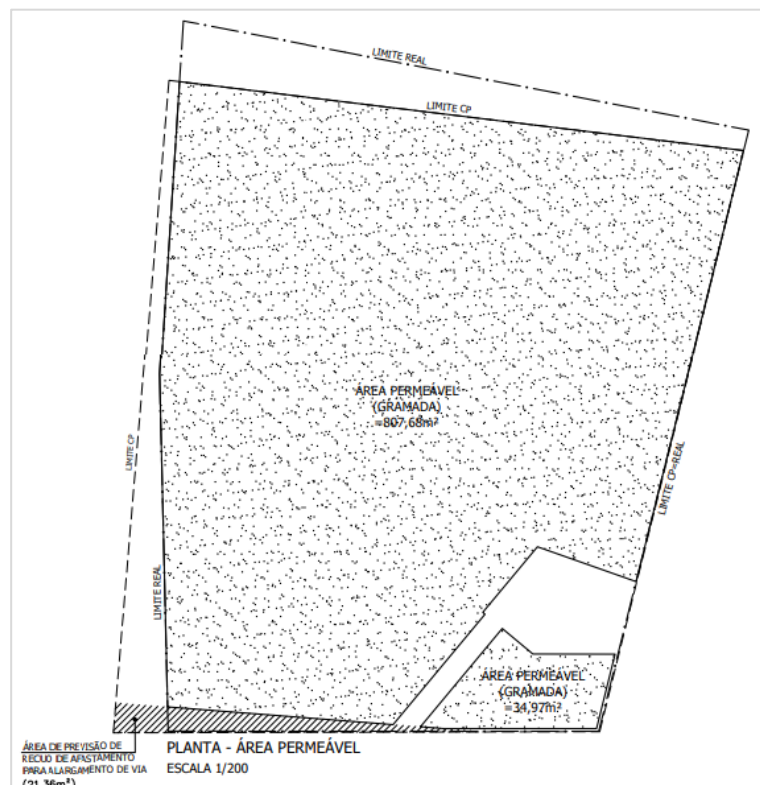 LIMITE REAL
LIMITE CP
ÁREA PERMEÁVEL
(GRAMADA)
=807,68m²
LIMITE CP
LIMITE CP=REAL
LIMITE REAL
ÁREA PERMEÁVEL
(GRAMADA)
=34,97m²
ÁREA DE PREVISÃO DE
RECUO DE AFASTAMENTO
PARA ALARGAMENTO DE VIA
(21,36m²)
PLANTA - ÁREA PERMEÁVEL
ESCALA 1/200